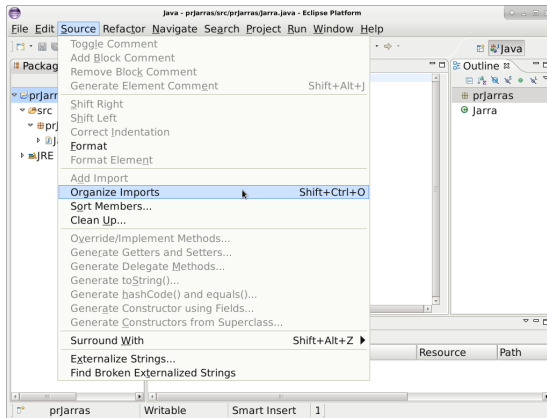 Java - prJarras/src/prJarras/Jarra.java - Eclipse Platform
File Edit Source Refactor Navigate Search Project Run Window Help
Toggle Comment
Add Block Comment
Remove Block Comment
Generate Element Comment Shift+Alt+J
Shift Right
Shift Left
Correct Indentation
Format
Format Element
Add Import
Organize Imports Shift+Ctrl+O
Sort Members...
Clean Up...
Override/Implement Methods...
Generate Getters and Setters...
Generate Delegate Methods...
Generate toString()...
Generate hashCode() and equals()...
Generate Constructor using Fields...
Generate Constructors from Superclass...
Surround With Shift+Alt+Z
Externalize Strings...
Find Broken Externalized Strings
Packag
prJarr
src
prJ
JRE
Java
Outline
prJarras
Jarra
Resource Path
prJarras Writable Smart Insert 1